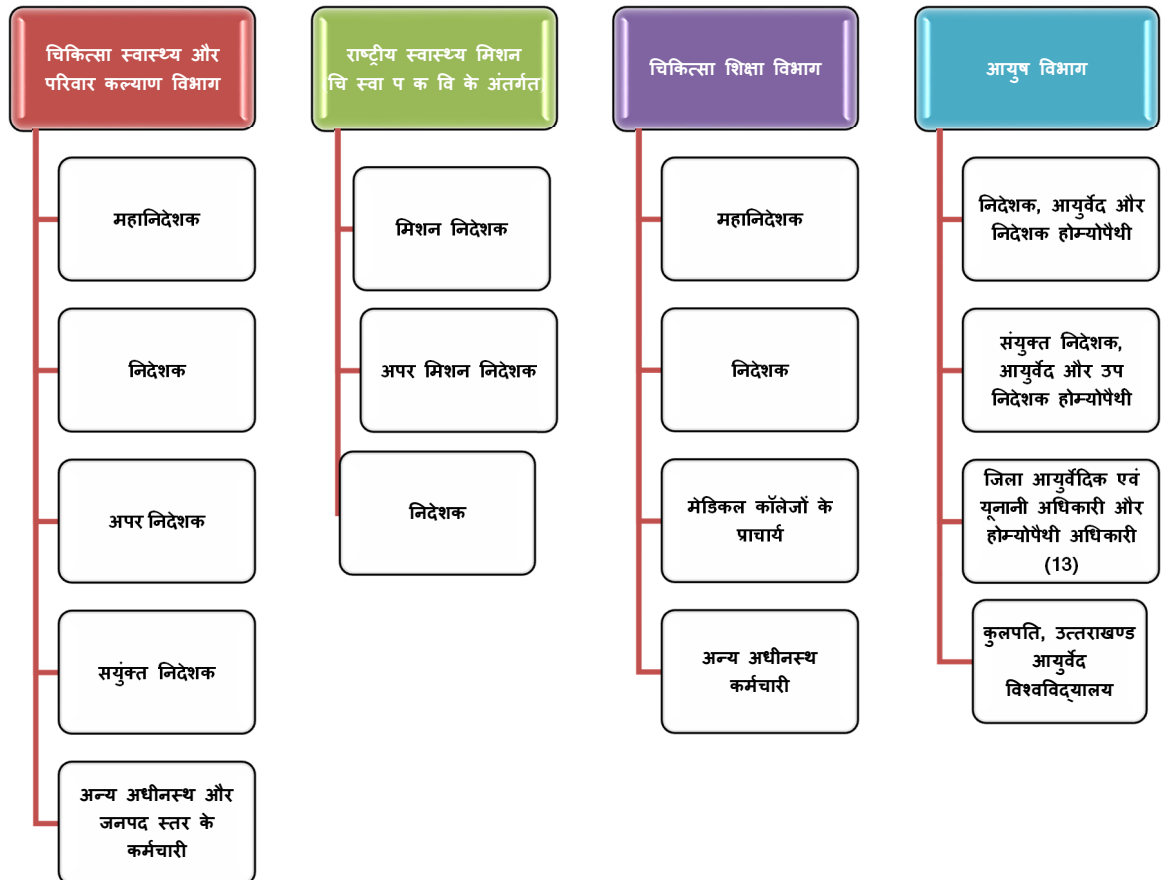 चिकित्सा स्वास्थ्य और
परिवार कल्याण विभाग
महानिदेशक
निदेशक
अपर निदेशक
सयुंक्त निदेशक
अन्य अधीनस्थ और
जनपद स्तर के
कर्मचारी
राष्ट्रीय स्वास्थ्य मिशन
चि स्वा प क वि के अंतर्गत
मिशन निदेशक
अपर मिशन निदेशक
निदेशक
चिकित्सा शिक्षा विभाग
महानिदेशक
निदेशक
मेडिकल कॉलेजों के
प्राचार्य
अन्य अधीनस्थ
कर्मचारी
आयुष विभाग
निदेशक, आयुर्वेद और
निदेशक होम्योपैथी
संयुक्त निदेशक,
आयुर्वेद और उप
निदेशक होम्योपैथी
जिला आयुर्वेदिक एवं
यूनानी अधिकारी और
होम्योपैथी अधिकारी
(13)
कुलपति, उत्तराखण्ड
आयुर्वेद
विश्वविद्यालय